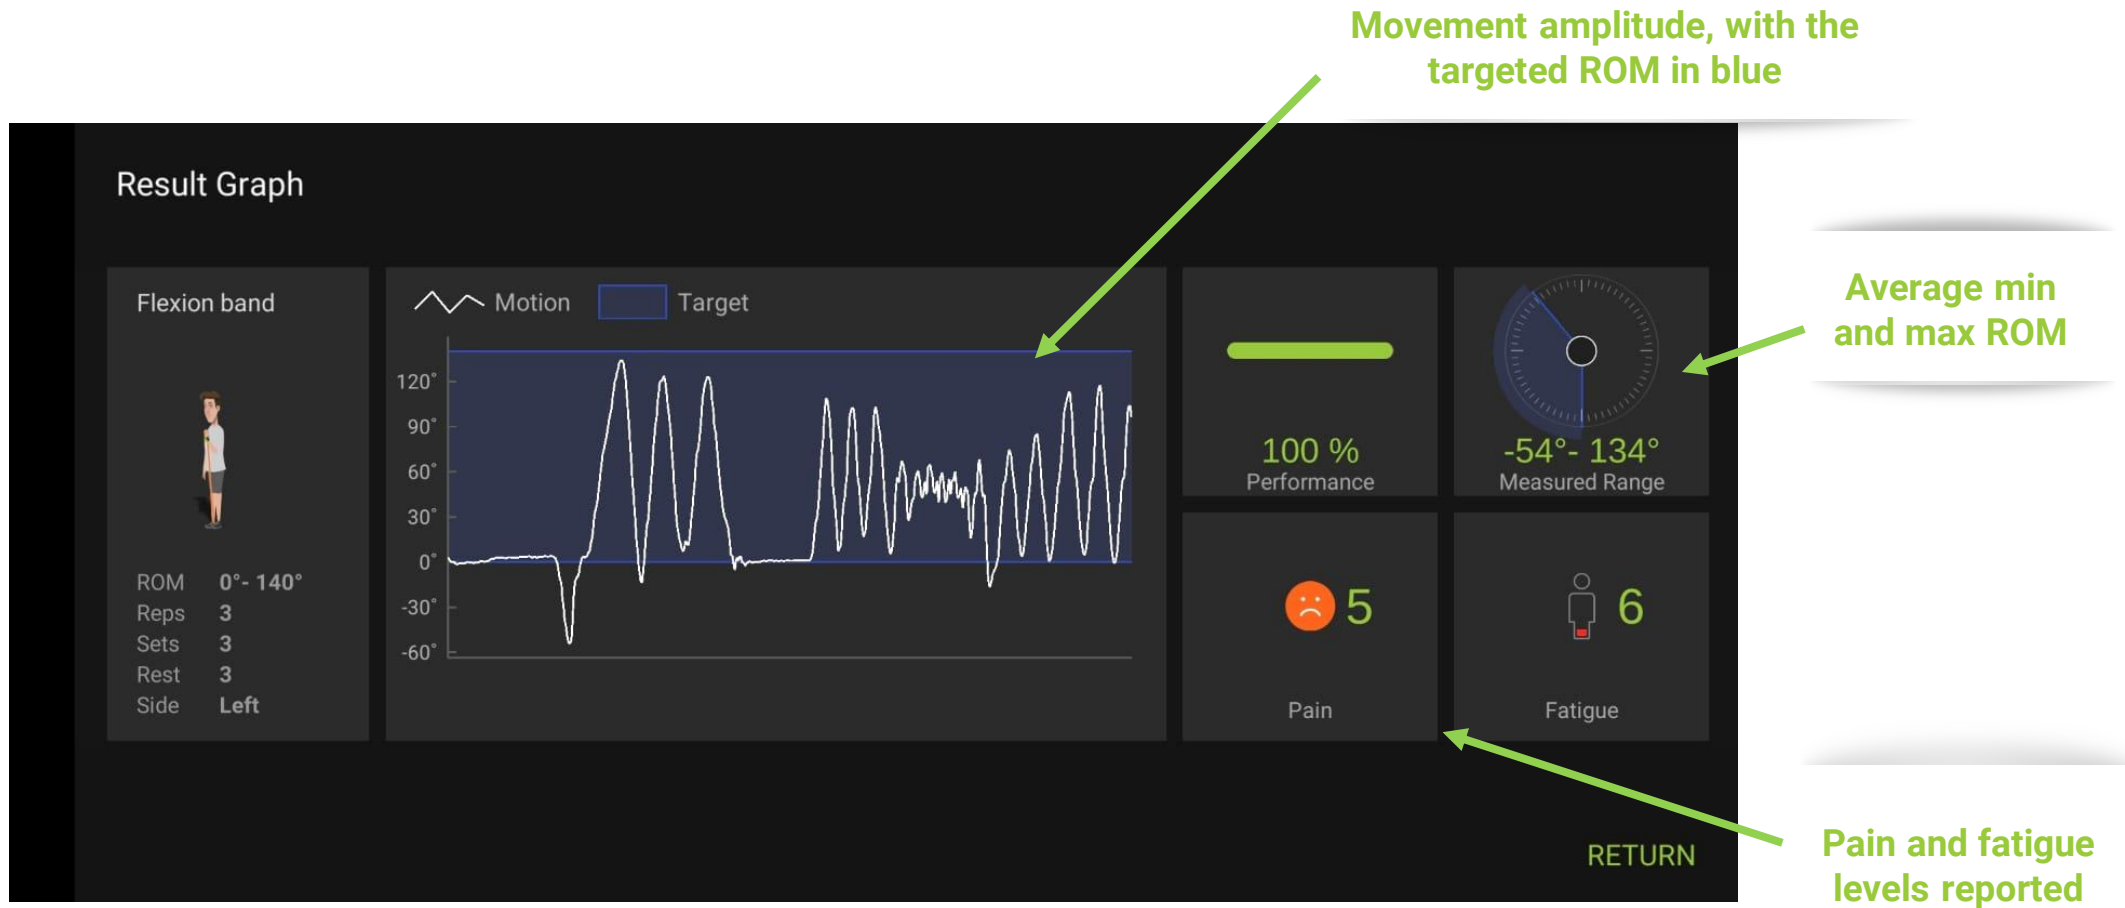 Movement amplitude, with the
targeted ROM in blue
Result Graph
Flexion band
ROM 0°- 140°
Reps 3
Sets 3
Rest 3
Side Left
Motion Target
120°
90°
60°
30°
0°
-30°
-60°
100 %
Performance
-54°- 134°
Measured Range
5
Pain
6
Fatigue
RETURN
Average min
and max ROM
Pain and fatigue
levels reported